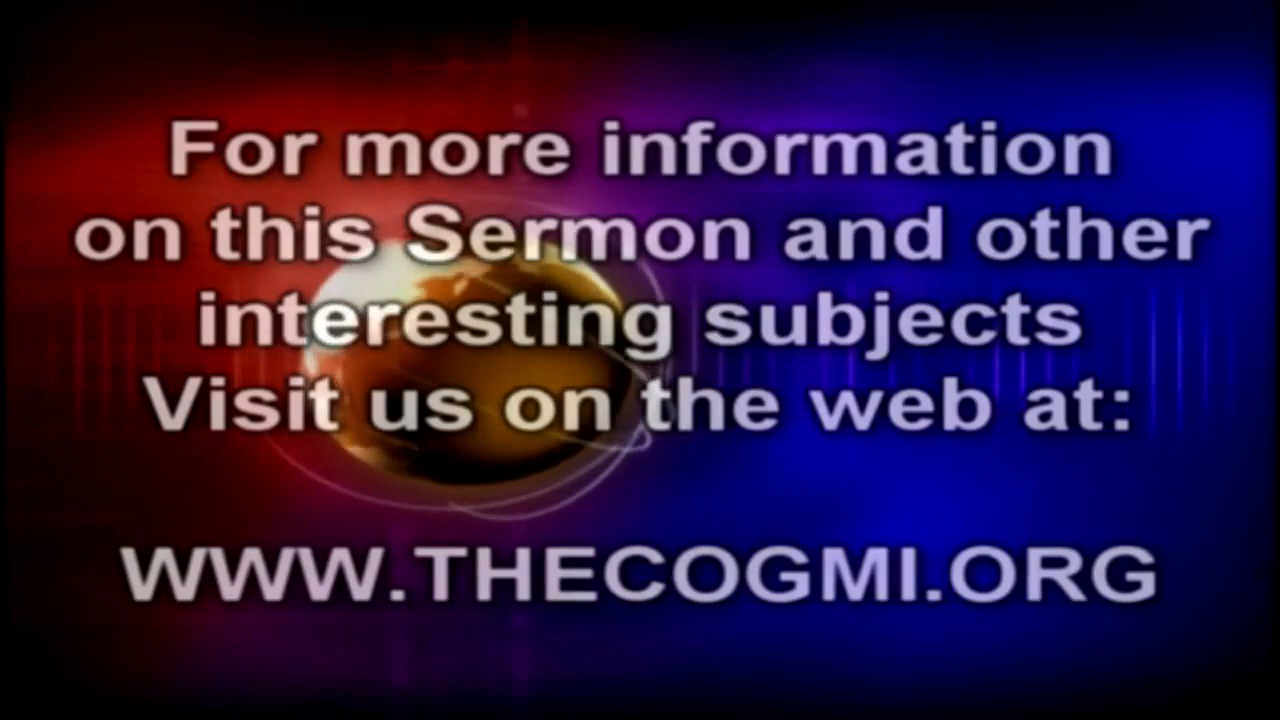 For more information
on this Sermon and other
interesting subjects
Visit us on the web at:
WWW.THECOGMI.ORG